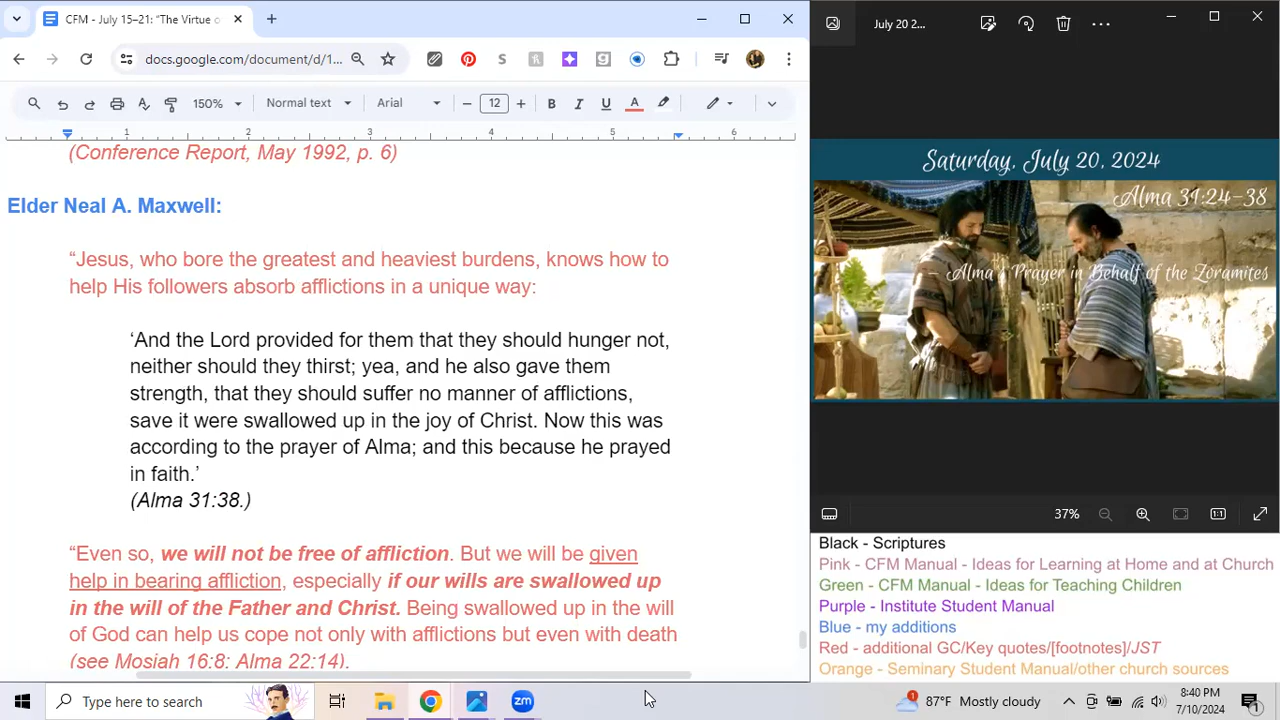 CFM - July 15–21: “The Virtue o
docs.google.com/document/d/1...
150%
Normal text
Arial
12
B
I
U
A
1
2
3
4
5
6
(Conference Report, May 1992, p. 6)
Elder Neal A. Maxwell:
“Jesus, who bore the greatest and heaviest burdens, knows how to
help His followers absorb afflictions in a unique way:
‘And the Lord provided for them that they should hunger not,
neither should they thirst; yea, and he also gave them
strength, that they should suffer no manner of afflictions,
save it were swallowed up in the joy of Christ. Now this was
according to the prayer of Alma; and this because he prayed
in faith.’
(Alma 31:38.)
“Even so, we will not be free of affliction. But we will be given
help in bearing affliction, especially if our wills are swallowed up
in the will of the Father and Christ. Being swallowed up in the will
of God can help us cope not only with afflictions but even with death
(see Mosiah 16:8; Alma 22:14).
July 20 2...
Saturday, July 20, 2024
Alma 31:24–38
– Alma's Prayer in Behalf of the Zoramites
37%
1:1
Black - Scriptures
Pink - CFM Manual - Ideas for Learning at Home and at Church
Green - CFM Manual - Ideas for Teaching Children
Purple - Institute Student Manual
Blue - my additions
Red - additional GC/Key quotes/[footnotes]/JST
Orange - Seminary Student Manual/other church sources
Type here to search
zm
1
87°F Mostly cloudy
8:40 PM
7/10/2024
1